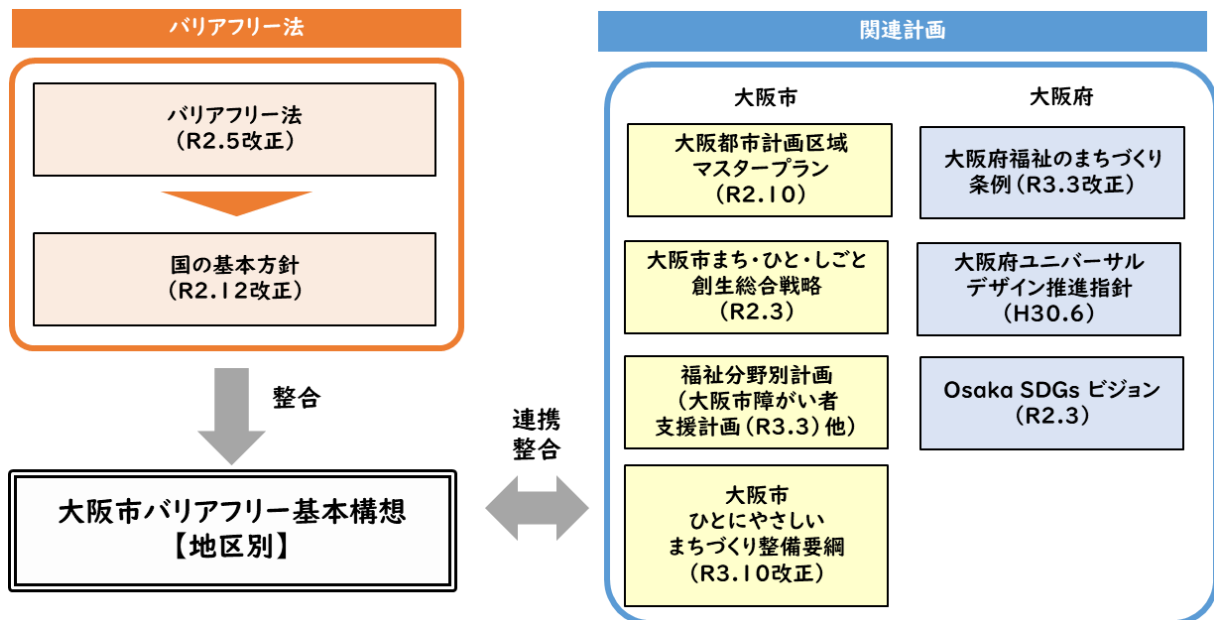 バリアフリー法
バリアフリー法
(R2.5改正)
国の基本方針
(R2.12改正)
整合
大阪市バリアフリー基本構想
【地区別】
連携
整合
関連計画
大阪市
大阪都市計画区域
マスタープラン
(R2.10)
大阪市まち・ひと・しごと
創生総合戦略
(R2.3)
福祉分野別計画
(大阪市障がい者
支援計画(R3.3)他)
大阪市
ひとにやさしい
まちづくり整備要綱
(R3.10改正)
大阪府
大阪府福祉のまちづくり
条例(R3.3改正)
大阪府ユニバーサル
デザイン推進指針
(H30.6)
Osaka SDGs ビジョン
(R2.3)